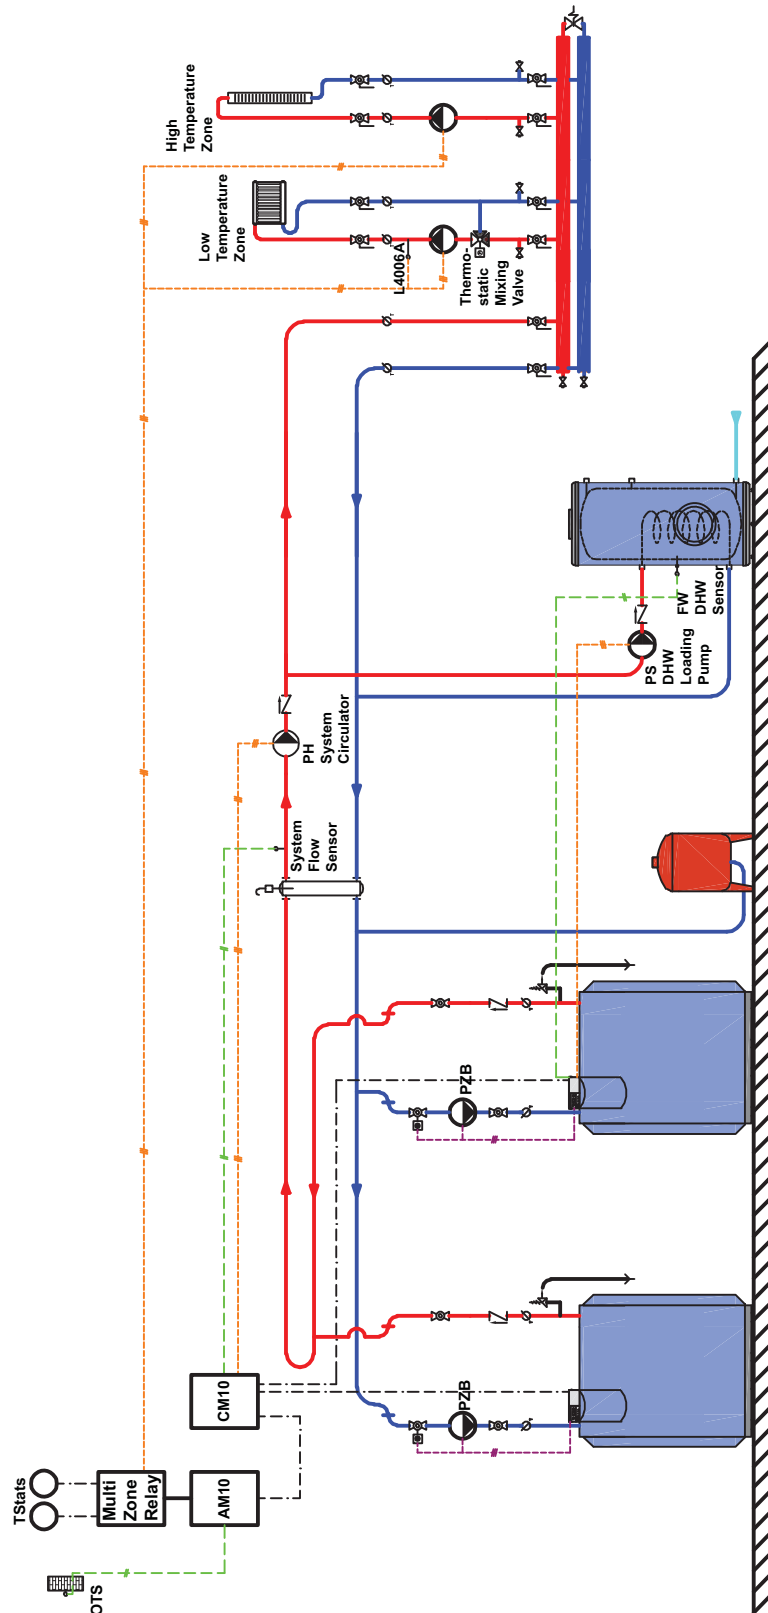 High
Temperature
Zone
Low
Temperature
Zone
L4006A
Thermo-
static
Mixing
Valve
FW
DHW
Sensor
PS
DHW
Loading
Pump
PH
System
Circulator
System
Flow
Sensor
PZB
PZB
CM10
AM10
Multi
Zone
Relay
TStats
OTS